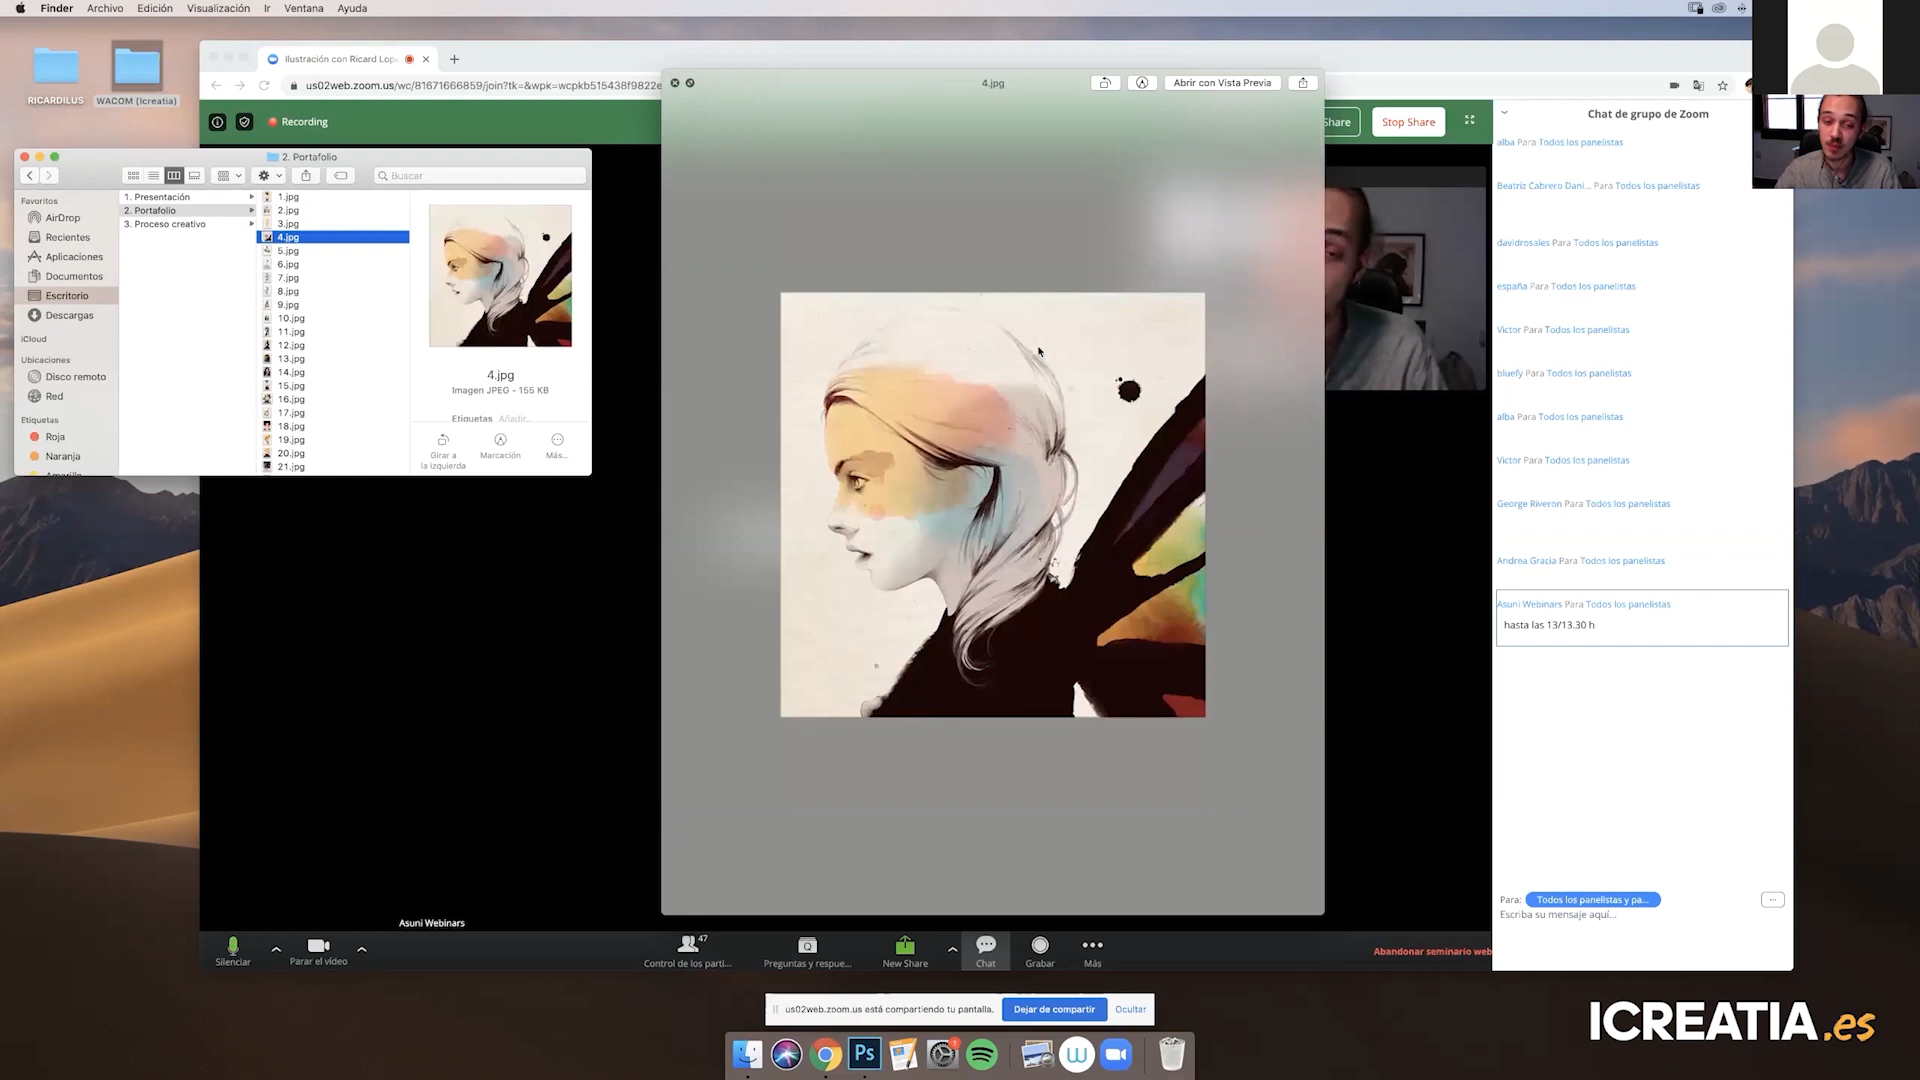 Finder Archivo Edición Visualización Ir Ventana Ayuda
RICARDILUS
WACOM (Icreatia)
Ilustración con Ricard Lop
us02web.zoom.us/wc/81671666859/join?tk=&wpk=wcpkb515438f9822e
Recording
Share
Stop Share
2. Portafolio
Buscar
Favoritos
AirDrop
Recientes
Aplicaciones
Documentos
Escritorio
Descargas
iCloud
Ubicaciones
Disco remoto
Red
Etiquetas
Roja
Naranja
Amarillo
1. Presentación
2. Portafolio
3. Proceso creativo
1.jpg
2.jpg
3.jpg
4.jpg
5.jpg
6.jpg
7.jpg
8.jpg
9.jpg
10.jpg
11.jpg
12.jpg
13.jpg
14.jpg
15.jpg
16.jpg
17.jpg
18.jpg
19.jpg
20.jpg
21.jpg
4.jpg
Imagen JPEG - 155 KB
Etiquetas Añadir...
Girar a
la izquierda
Marcación
Más...
4.jpg
Abrir con Vista Previa
Chat de grupo de Zoom
alba Para Todos los panelistas
Beatriz Cabrero Dani... Para Todos los panelistas
davidrosales Para Todos los panelistas
españa Para Todos los panelistas
Victor Para Todos los panelistas
bluefy Para Todos los panelistas
alba Para Todos los panelistas
Victor Para Todos los panelistas
George Riveron Para Todos los panelistas
Andrea Gracia Para Todos los panelistas
Asuni Webinars Para Todos los panelistas
hasta las 13/13.30 h
Para: Todos los panelistas y pa...
Escriba su mensaje aquí...
Asuni Webinars
Silenciar
Parar el vídeo
47
Control de los parti...
Preguntas y respue...
New Share
Chat
Grabar
Más
Abandonar seminario web
us02web.zoom.us está compartiendo tu pantalla.
Dejar de compartir
Ocultar
Ps
1
ICREATIA.es